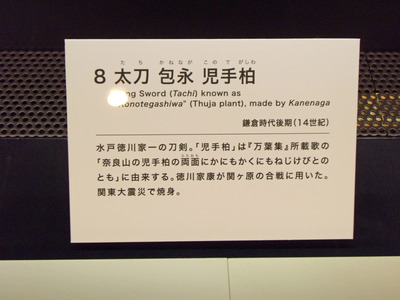 たち かねなが このてがしわ
8 太刀 包永 児手柏
ng Sword (Tachi) known as
onotegashiwa" (Thuja plant), made by Kanenaga
鎌倉時代後期(14世紀)
水戸徳川家一の刀剣。「児手柏」は『万葉集』所載歌の
「奈良山の児手柏の両面にかにもかくにもねじけびとの
とも」に由来する。徳川家康が関ヶ原の合戦に用いた。
関東大震災で焼身。